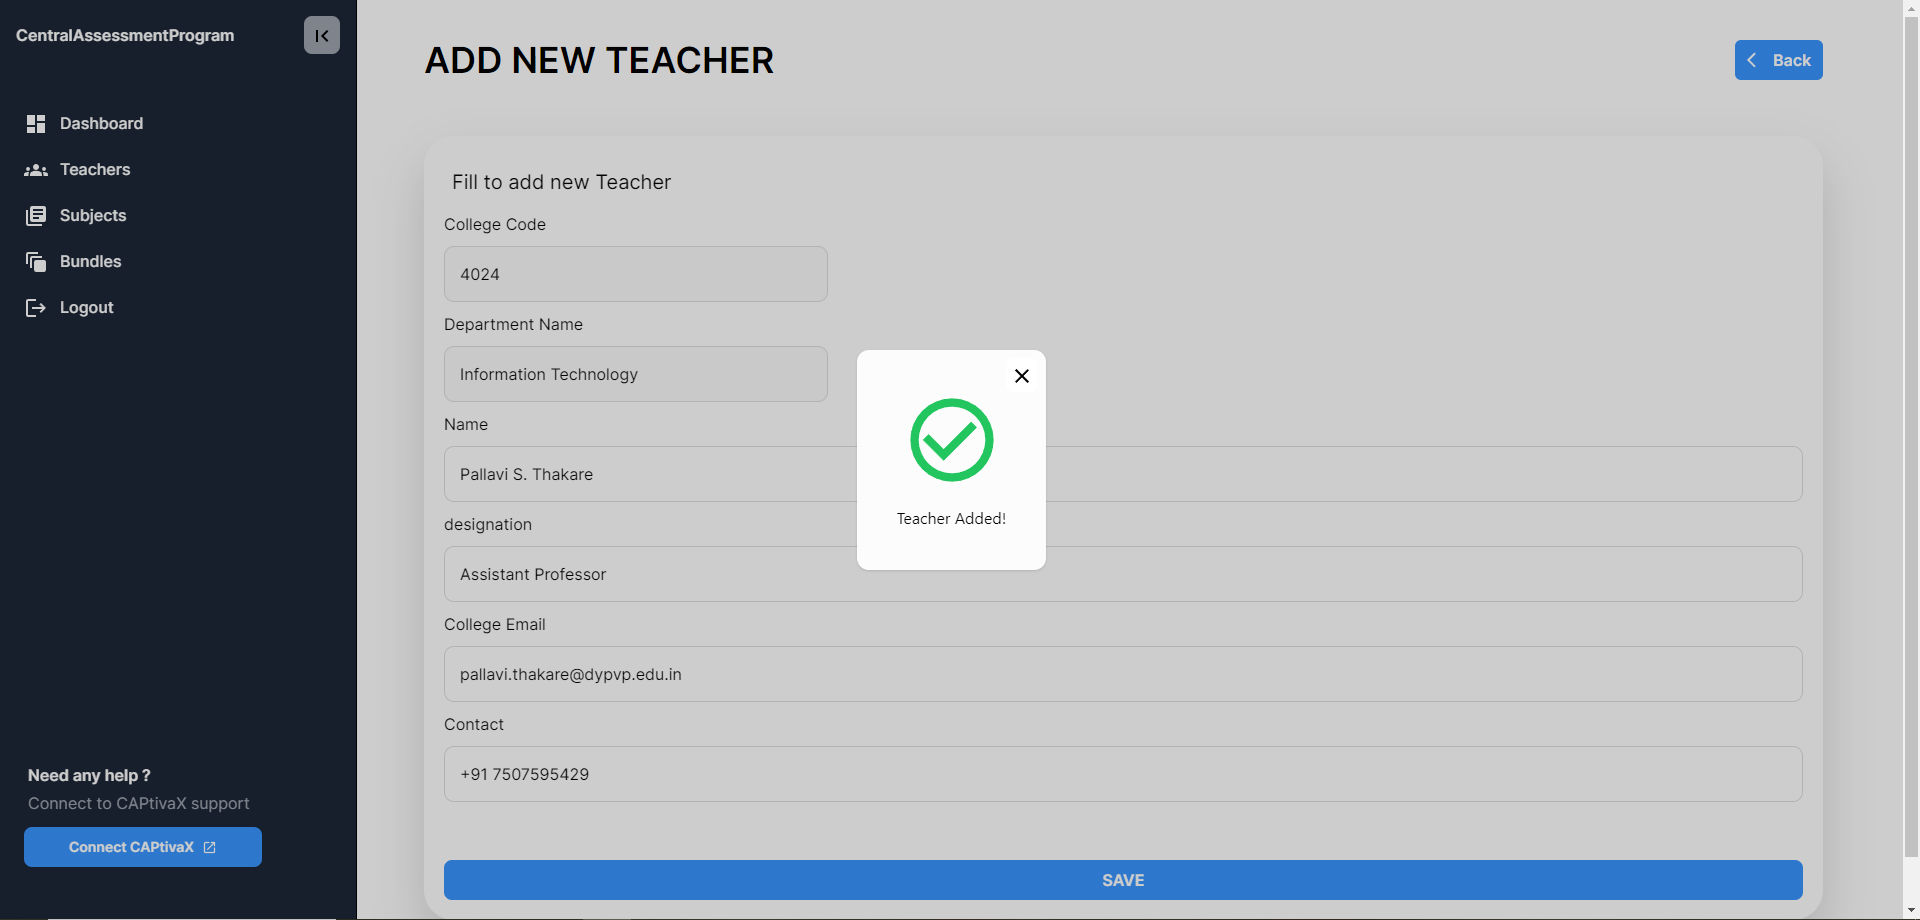 CentralAssessmentProgram
Dashboard
Teachers
Subjects
Bundles
Logout
Need any help ?
Connect to CAPtivaX support
Connect CAPtivaX
ADD NEW TEACHER
Back
Fill to add new Teacher
College Code
4024
Department Name
Information Technology
Name
Pallavi S. Thakare
designation
Assistant Professor
College Email
pallavi.thakare@dypvp.edu.in
Contact
+91 7507595429
SAVE
Teacher Added!